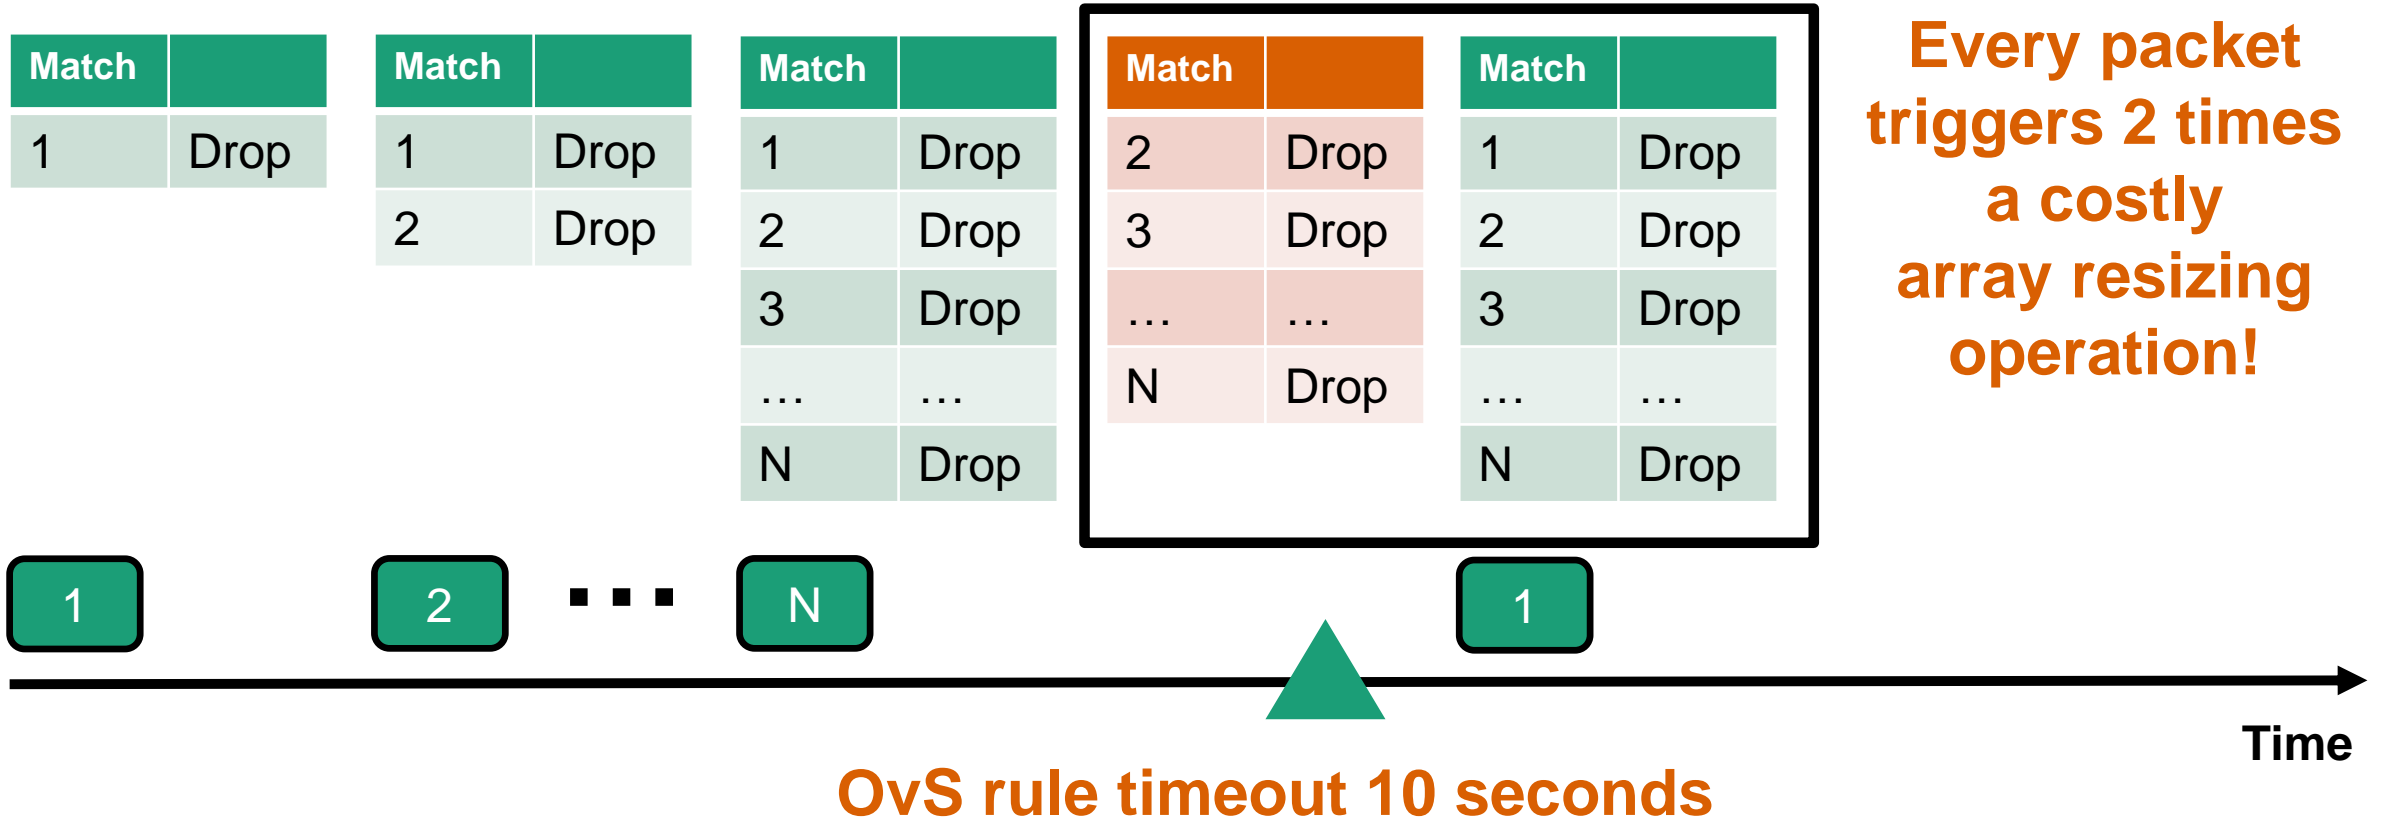 Match
1 Drop
Match
1 Drop
2 Drop
Match
1 Drop
2 Drop
3 Drop
… …
N Drop
Match
2 Drop
3 Drop
… …
N Drop
Match
1 Drop
2 Drop
3 Drop
… …
N Drop
Every packet
triggers 2 times
a costly
array resizing
operation!
1
2
...
N
1
Time
OvS rule timeout 10 seconds